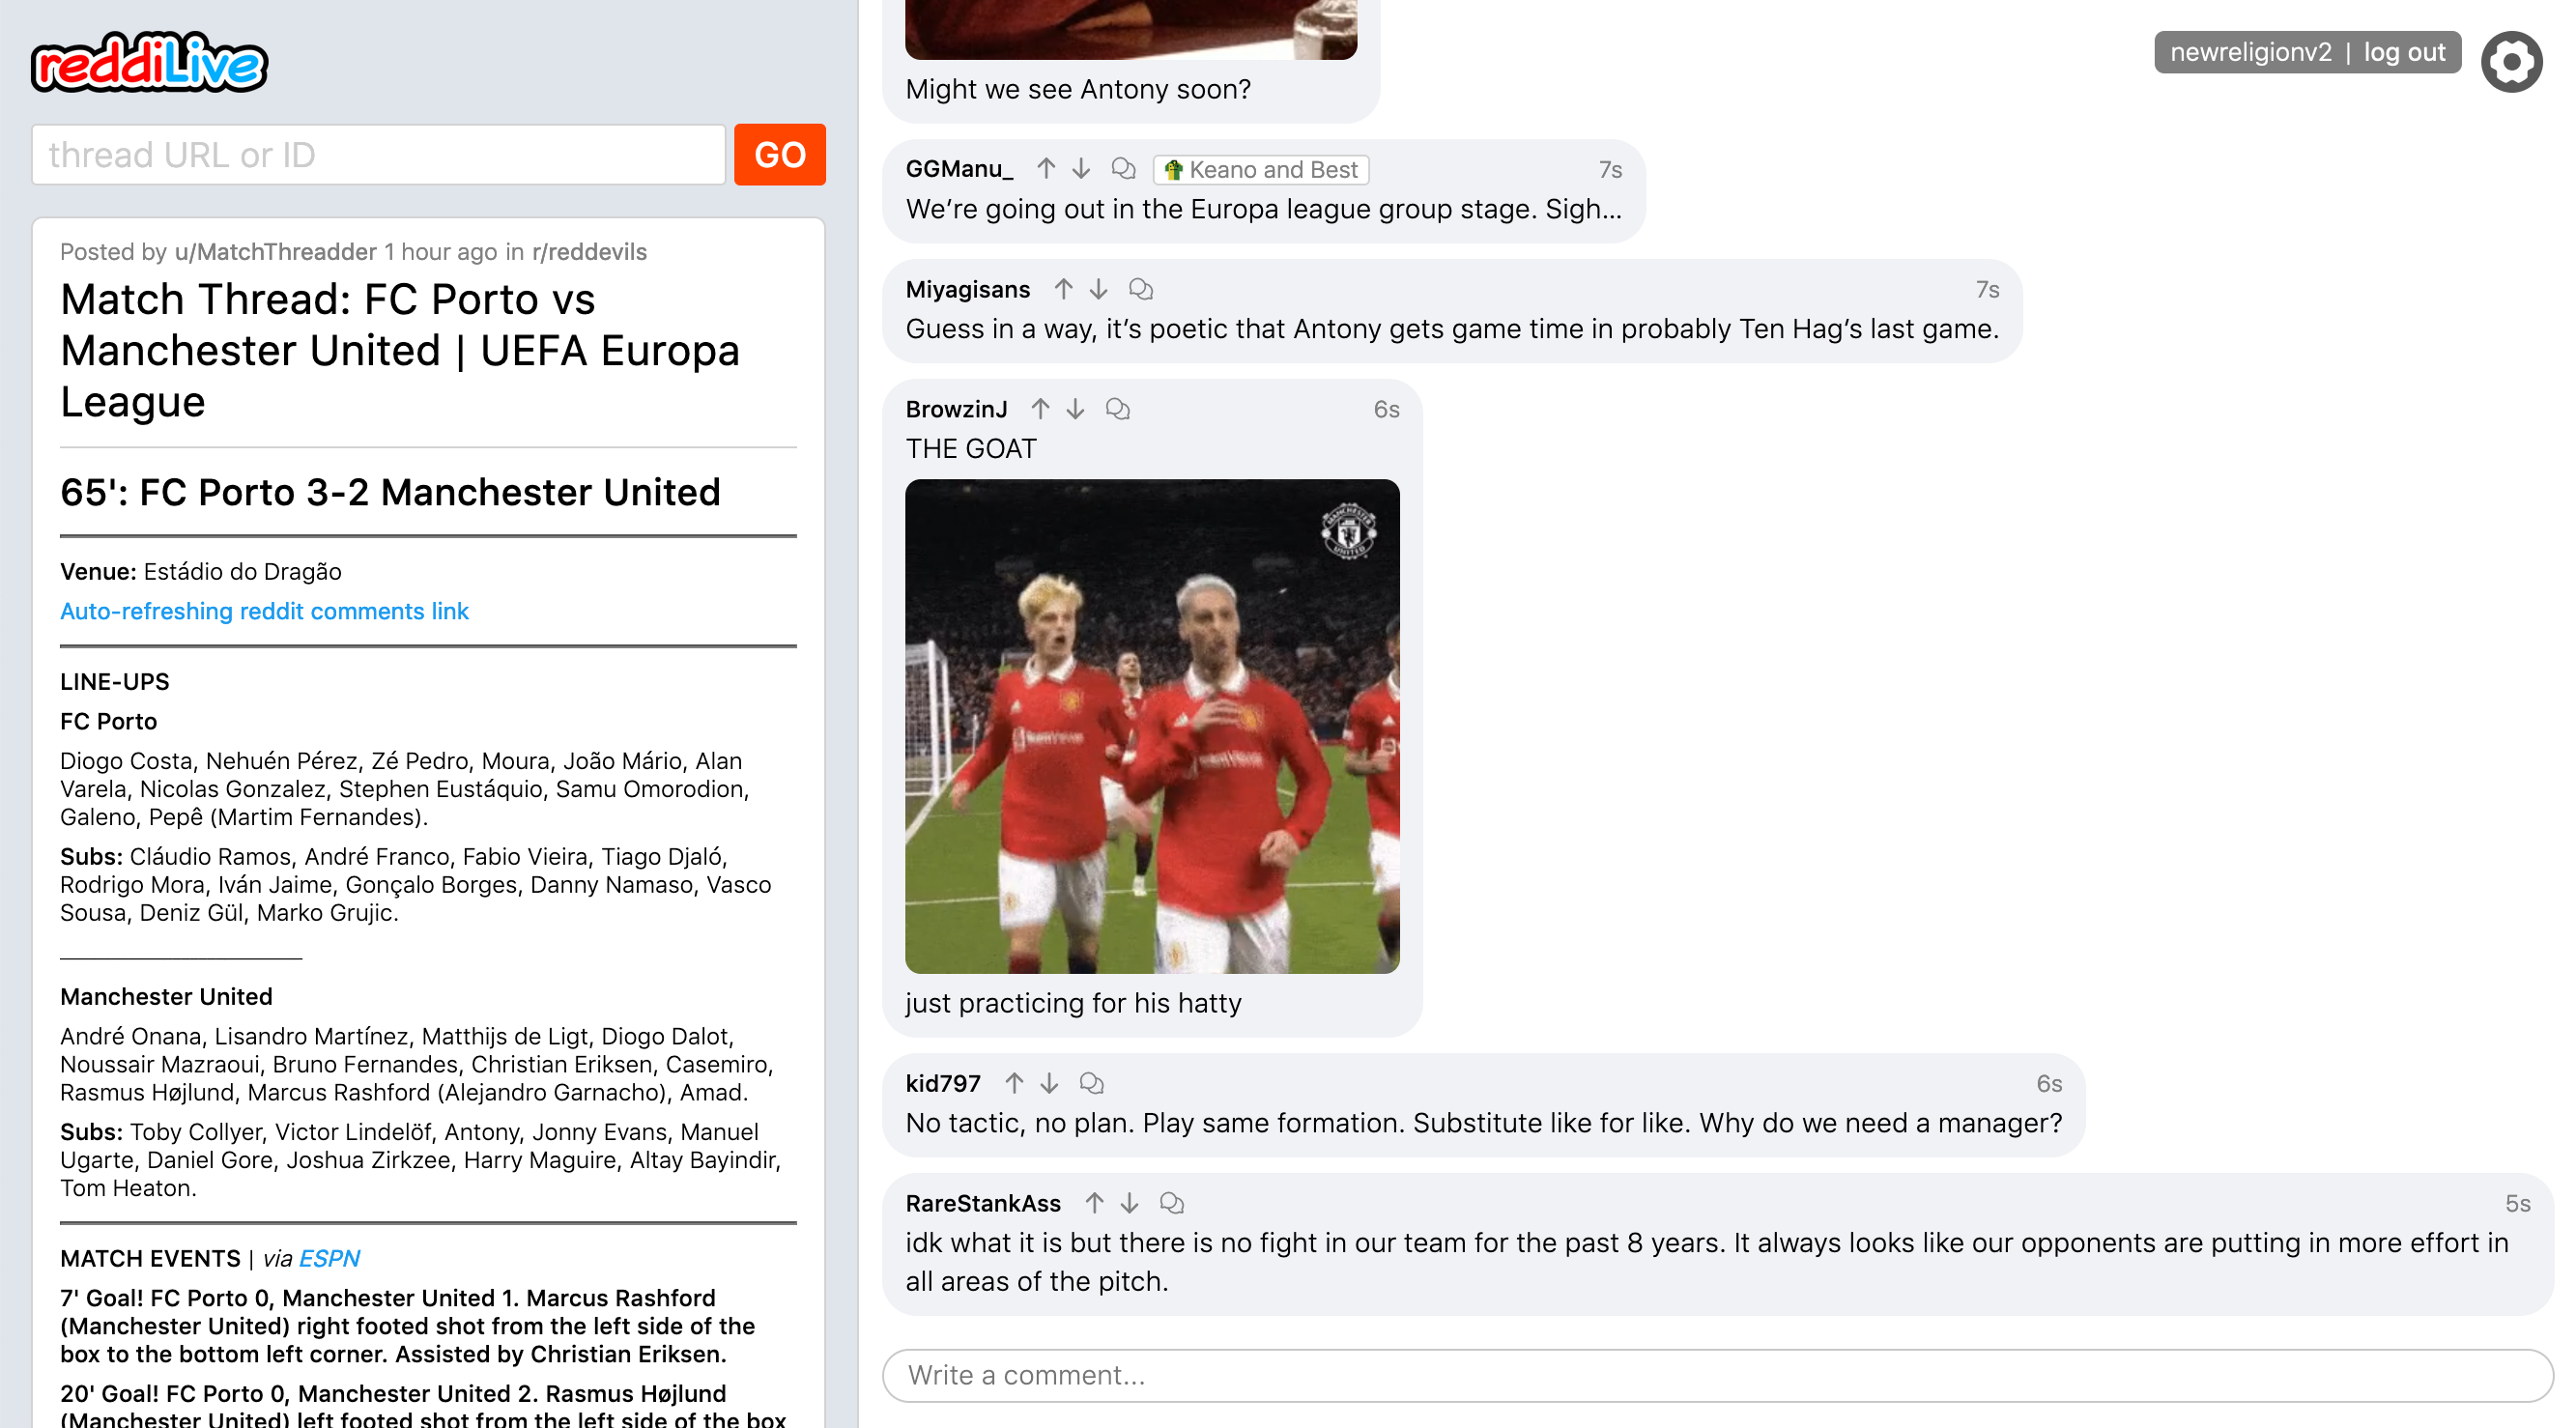 reddiLive
thread URL or ID
GO
Posted by u/MatchThreadder 1 hour ago in r/reddevils
Match Thread: FC Porto vs
Manchester United | UEFA Europa
League
65': FC Porto 3-2 Manchester United
Venue: Estádio do Dragão
Auto-refreshing reddit comments link
LINE-UPS
FC Porto
Diogo Costa, Nehuén Pérez, Zé Pedro, Moura, João Mário, Alan
Varela, Nicolas Gonzalez, Stephen Eustáquio, Samu Omorodion,
Galeno, Pepê (Martim Fernandes).
Subs: Cláudio Ramos, André Franco, Fabio Vieira, Tiago Djaló,
Rodrigo Mora, Iván Jaime, Gonçalo Borges, Danny Namaso, Vasco
Sousa, Deniz Gül, Marko Grujic.
Manchester United
André Onana, Lisandro Martínez, Matthijs de Ligt, Diogo Dalot,
Noussair Mazraoui, Bruno Fernandes, Christian Eriksen, Casemiro,
Rasmus Højlund, Marcus Rashford (Alejandro Garnacho), Amad.
Subs: Toby Collyer, Victor Lindelöf, Antony, Jonny Evans, Manuel
Ugarte, Daniel Gore, Joshua Zirkzee, Harry Maguire, Altay Bayindir,
Tom Heaton.
MATCH EVENTS | via ESPN
7' Goal! FC Porto 0, Manchester United 1. Marcus Rashford
(Manchester United) right footed shot from the left side of the
box to the bottom left corner. Assisted by Christian Eriksen.
20' Goal! FC Porto 0, Manchester United 2. Rasmus Højlund
(Manchester United) left footed shot from the left side of the box
newreligionv2 | log out
Might we see Antony soon?
GGManu_ Keano and Best 7s
We're going out in the Europa league group stage. Sigh...
Miyagisans 7s
Guess in a way, it's poetic that Antony gets game time in probably Ten Hag's last game.
BrowzinJ 6s
THE GOAT
MANCHESTER
UNITED
just practicing for his hatty
kid797 6s
No tactic, no plan. Play same formation. Substitute like for like. Why do we need a manager?
RareStankAss 5s
idk what it is but there is no fight in our team for the past 8 years. It always looks like our opponents are putting in more effort in
all areas of the pitch.
Write a comment...